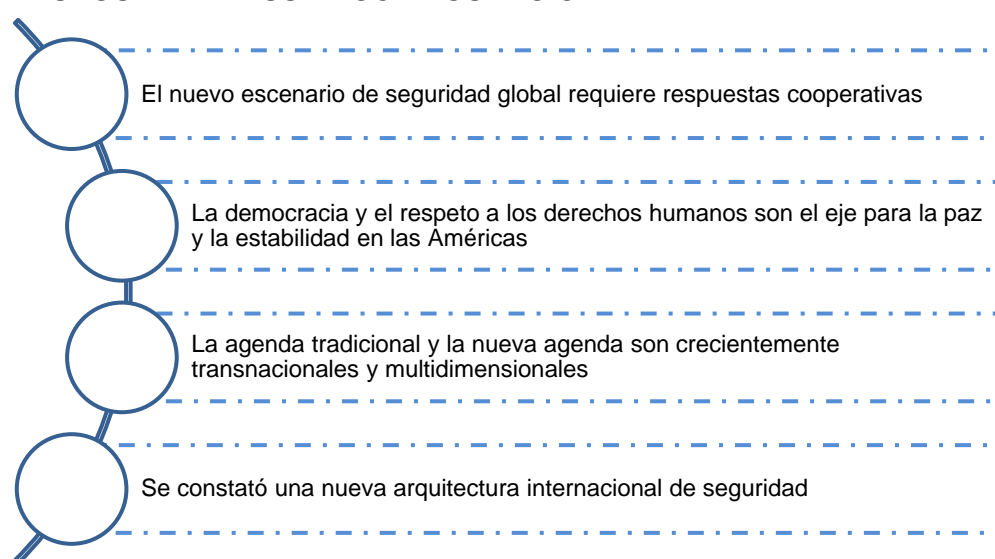 El nuevo escenario de seguridad global requiere respuestas cooperativas
La democracia y el respeto a los derechos humanos son el eje para la paz
y la estabilidad en las Américas
La agenda tradicional y la nueva agenda son crecientemente
transnacionales y multidimensionales
Se constató una nueva arquitectura internacional de seguridad